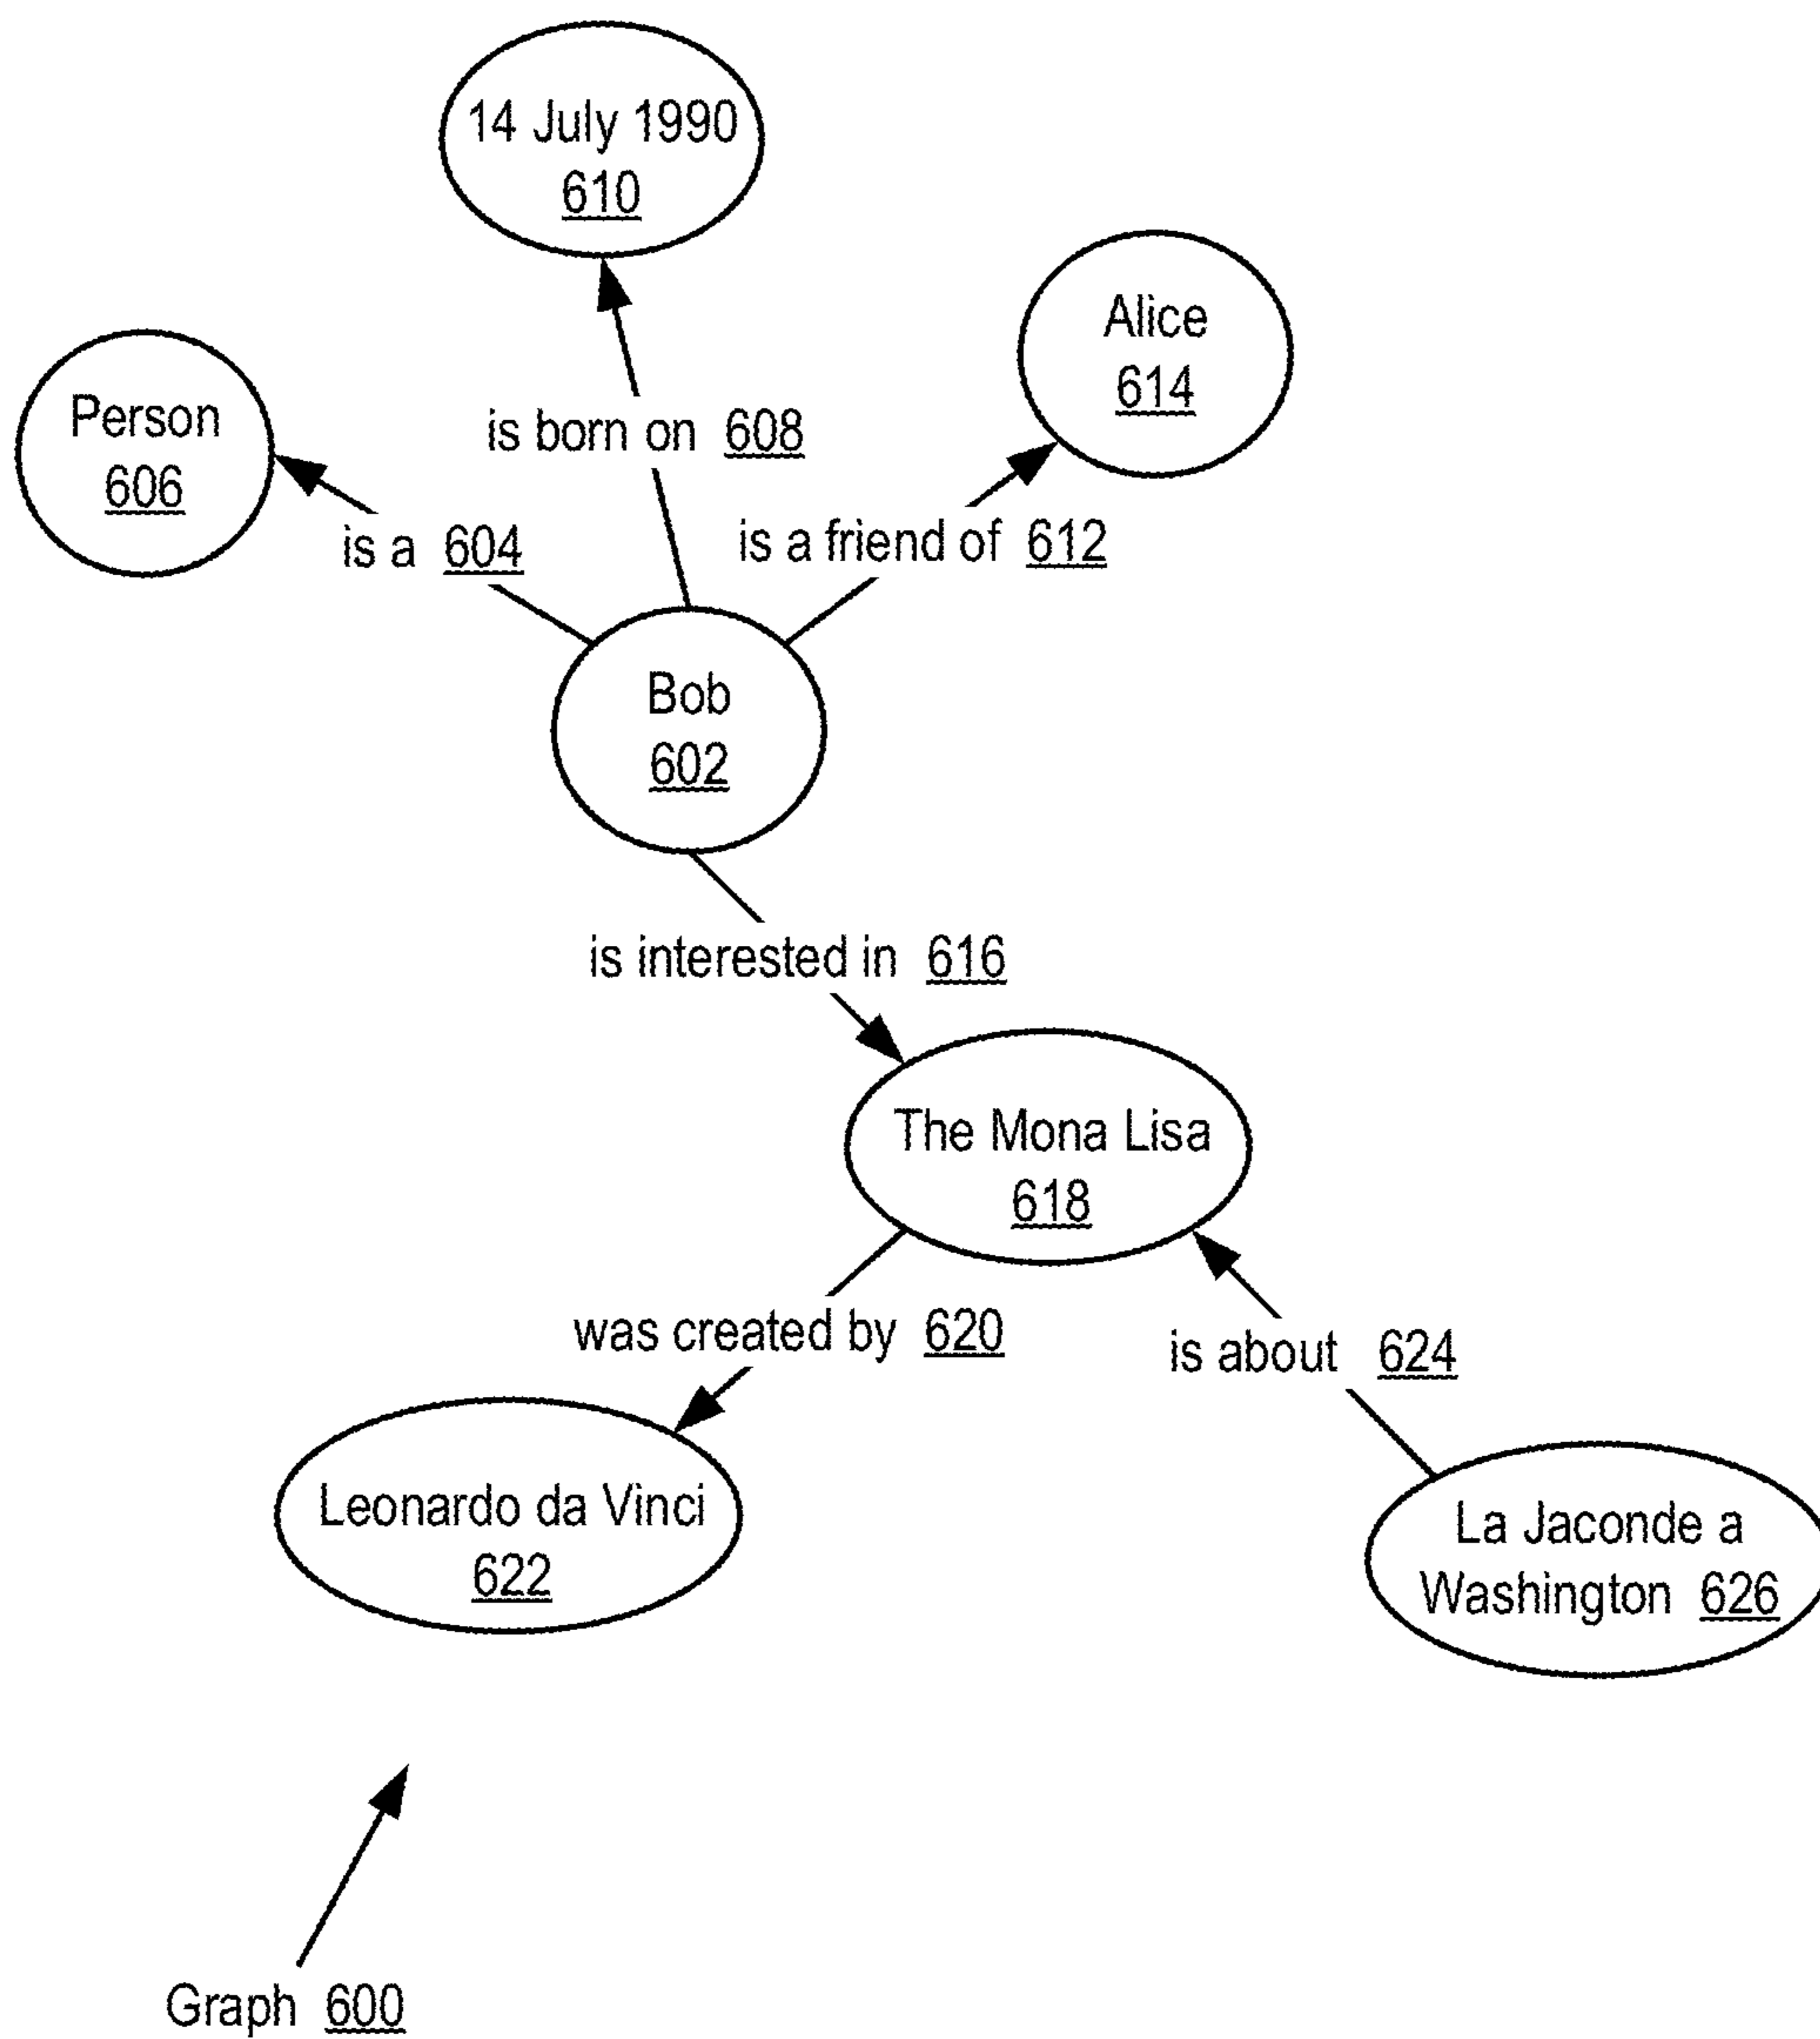 14 July 1990
610
Alice
614
Person
606
is born on 608
is a 604
is a friend of 612
Bob
602
is interested in 616
The Mona Lisa
618
was created by 620
is about 624
Leonardo da Vinci
622
La Jaconde a
Washington 626
Graph 600